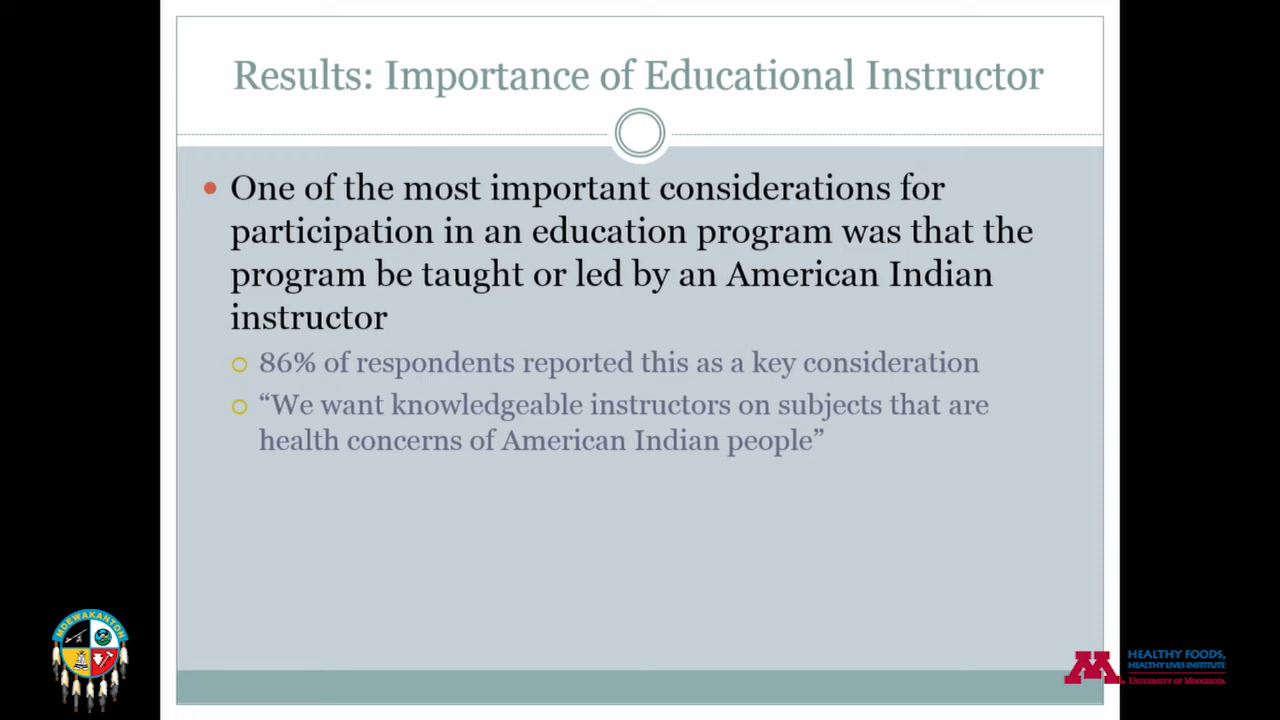 Results: Importance of Educational Instructor
One of the most important considerations for
participation in an education program was that the
program be taught or led by an American Indian
instructor
86% of respondents reported this as a key consideration
“We want knowledgeable instructors on subjects that are
health concerns of American Indian people”
MDEWAKANTON
M
HEALTHY FOODS,
HEALTHY LIVES INSTITUTE
UNIVERSITY OF MINNESOTA